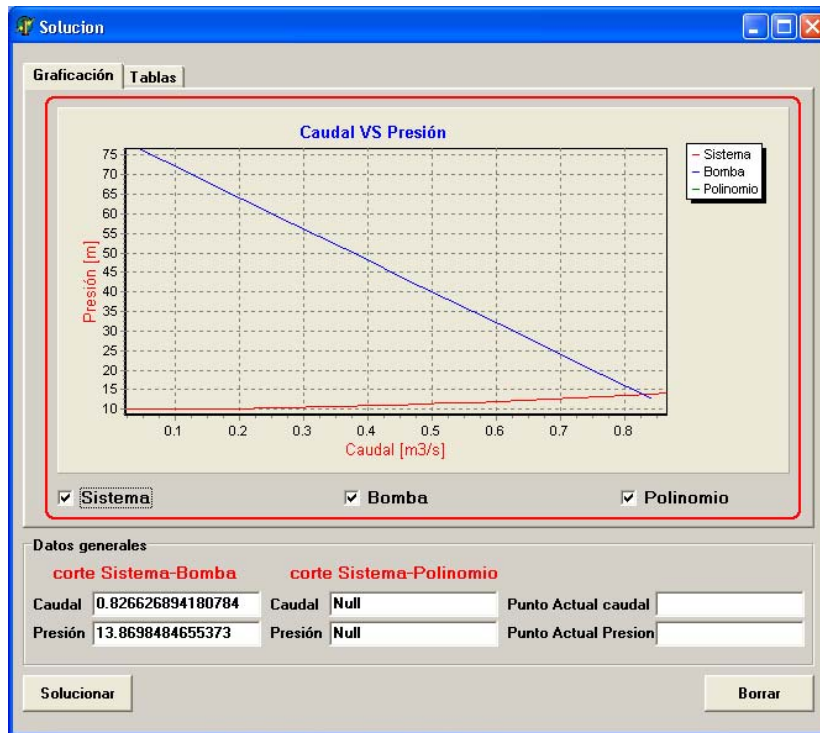 Solucion
Graficación Tablas
Caudal VS Presión
Sistema
Bomba
Polinomio
Presión [m]
75
70
65
60
55
50
45
40
35
30
25
20
15
10
0.1 0.2 0.3 0.4 0.5 0.6 0.7 0.8
Caudal [m3/s]
Sistema Bomba Polinomio
Datos generales
corte Sistema-Bomba corte Sistema-Polinomio
Caudal 0.826626894180784 Caudal Null Punto Actual caudal
Presión 13.8698484655373 Presión Null Punto Actual Presion
Solucionar Borrar